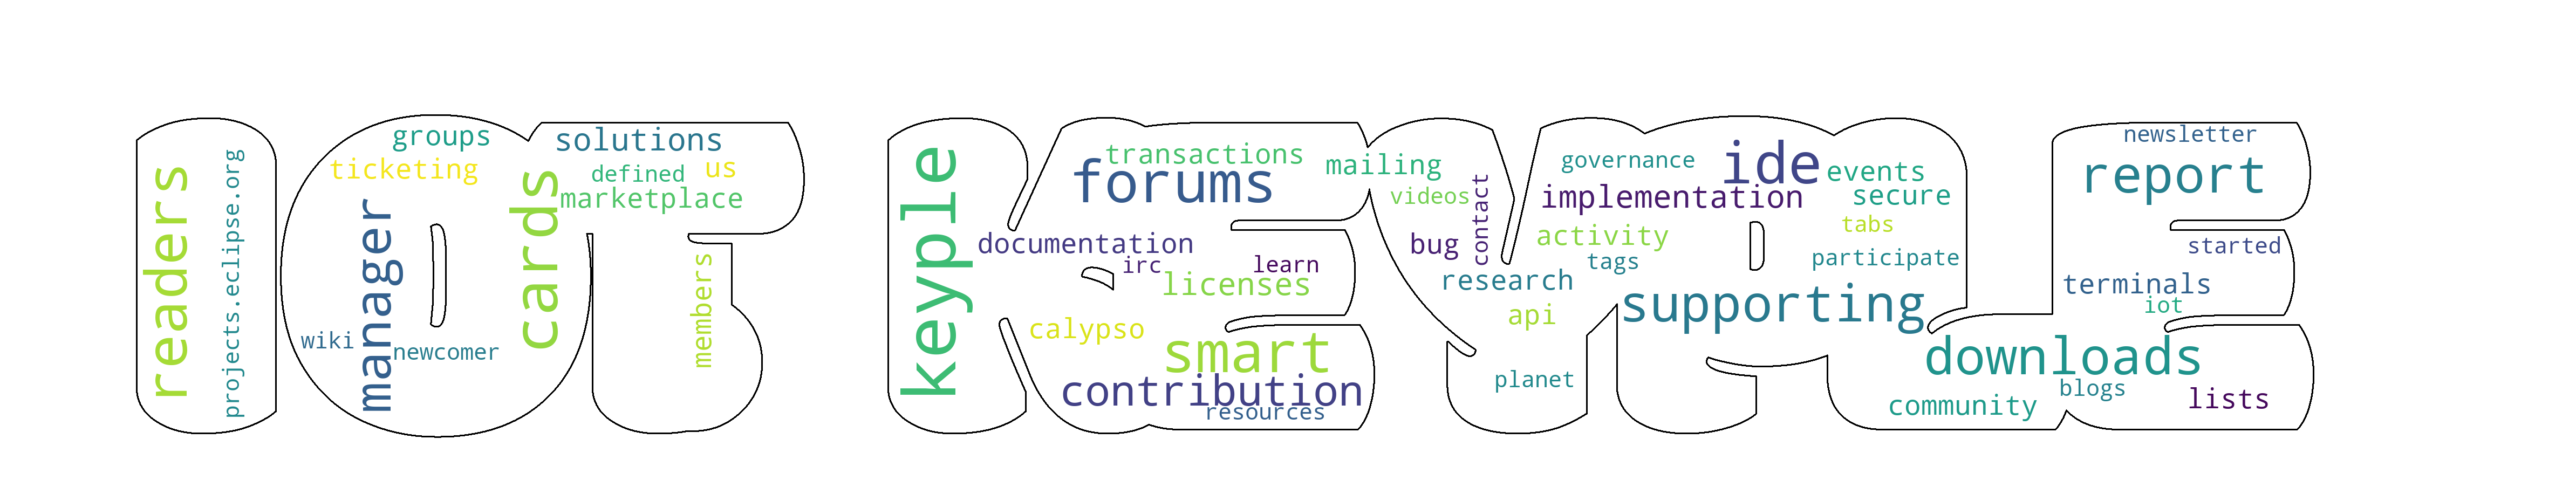 IOT KEYPLE
readers
projects.eclipse.org
groups
ticketing
manager
wiki
newcomer
cards
solutions
defined
us
marketplace
members
keyple
transactions
forums
documentation
irc
learn
licenses
calypso
smart
contribution
resources
mailing
videos
contact
bug
research
api
planet
governance
implementation
ide
events
secure
tabs
activity
tags
participate
supporting
newsletter
report
started
terminals
iot
downloads
blogs
community
lists